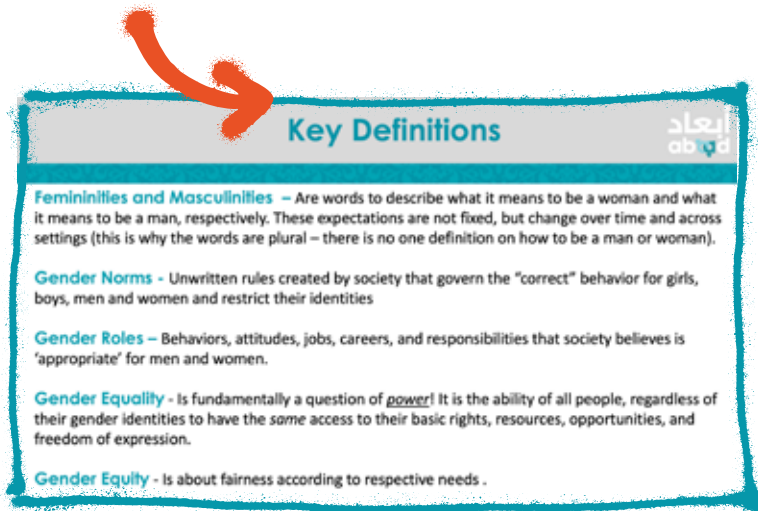 Key Definitions
أبعاد
abaad
Femininities and Masculinities – Are words to describe what it means to be a woman and what
it means to be a man, respectively. These expectations are not fixed, but change over time and across
settings (this is why the words are plural – there is no one definition on how to be a man or woman).
Gender Norms - Unwritten rules created by society that govern the "correct" behavior for girls,
boys, men and women and restrict their identities
Gender Roles – Behaviors, attitudes, jobs, careers, and responsibilities that society believes is
'appropriate' for men and women.
Gender Equality - Is fundamentally a question of power! It is the ability of all people, regardless of
their gender identities to have the same access to their basic rights, resources, opportunities, and
freedom of expression.
Gender Equity - Is about fairness according to respective needs .